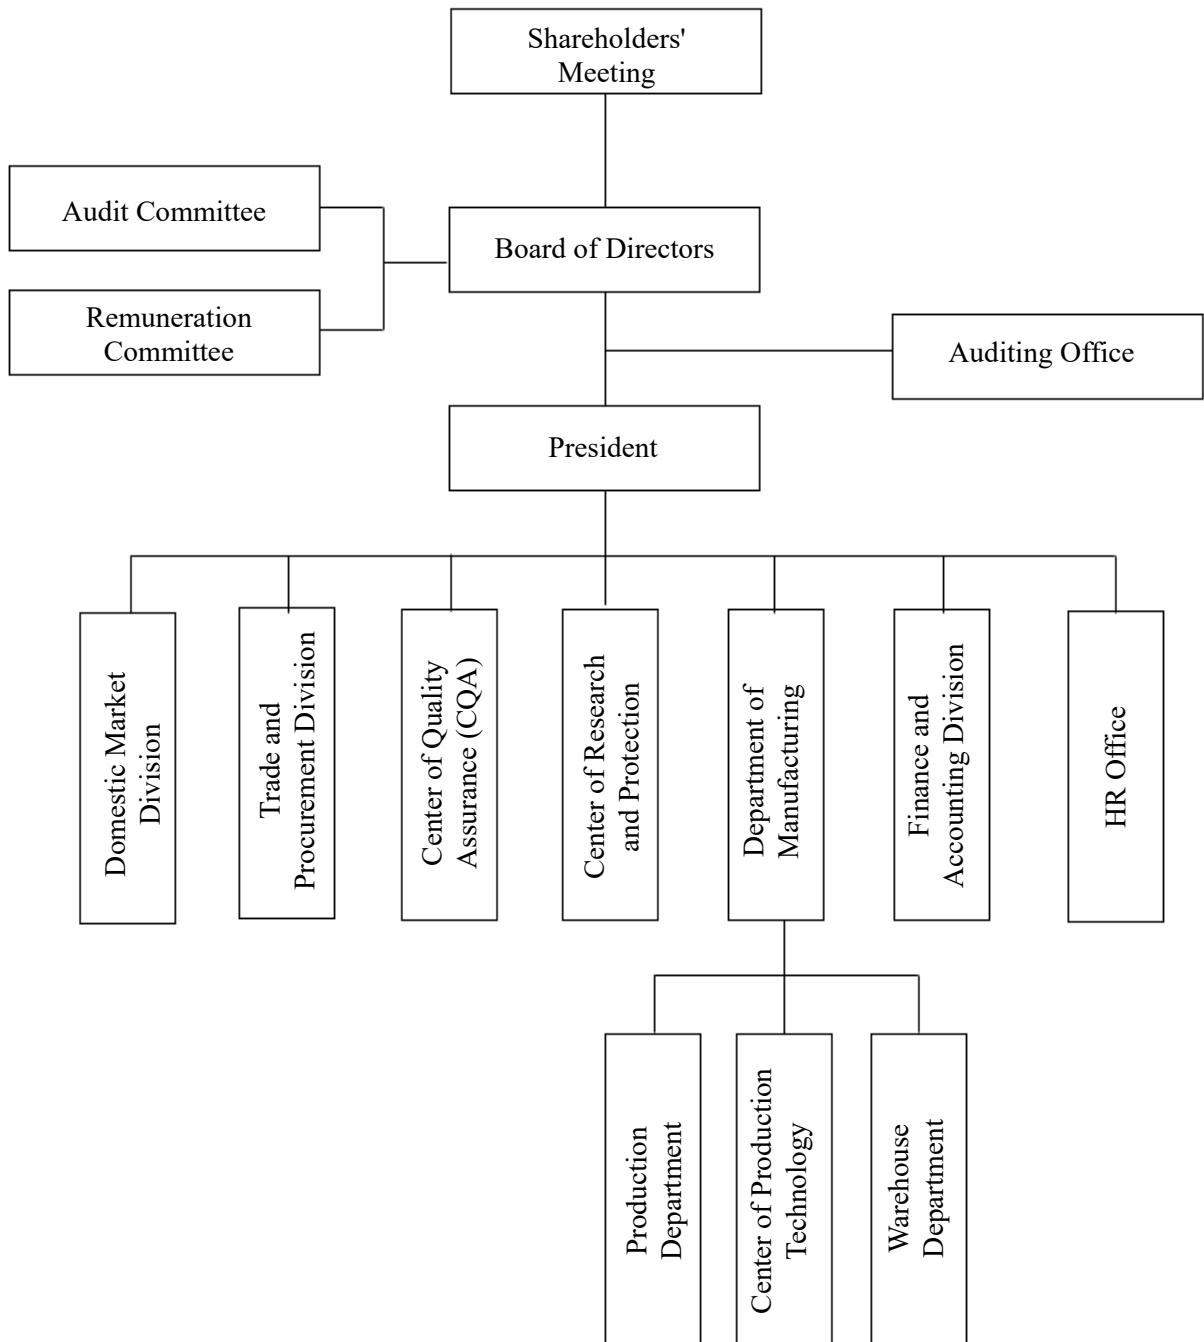 Shareholders'
Meeting
Audit Committee
Board of Directors
Remuneration
Committee
Auditing Office
President
Domestic Market
Division
Trade and
Procurement Division
Center of Quality
Assurance (CQA)
Center of Research
and Protection
Department of
Manufacturing
Finance and
Accounting Division
HR Office
Production
Department
Center of Production
Technology
Warehouse
Department